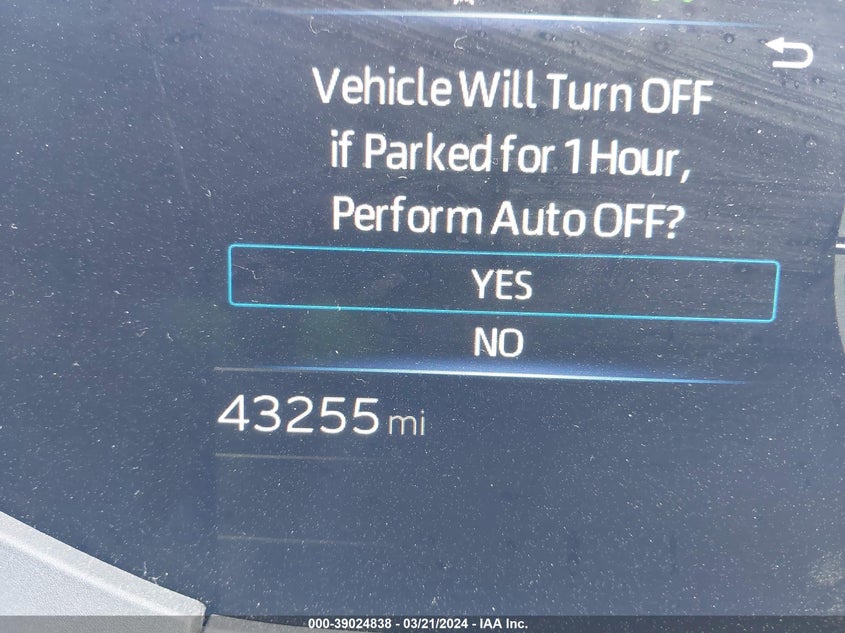 Vehicle Will Turn OFF
if Parked for 1 Hour,
Perform Auto OFF?
YES
NO
43255 mi
000-39024838 - 03/21/2024 - IAA Inc.